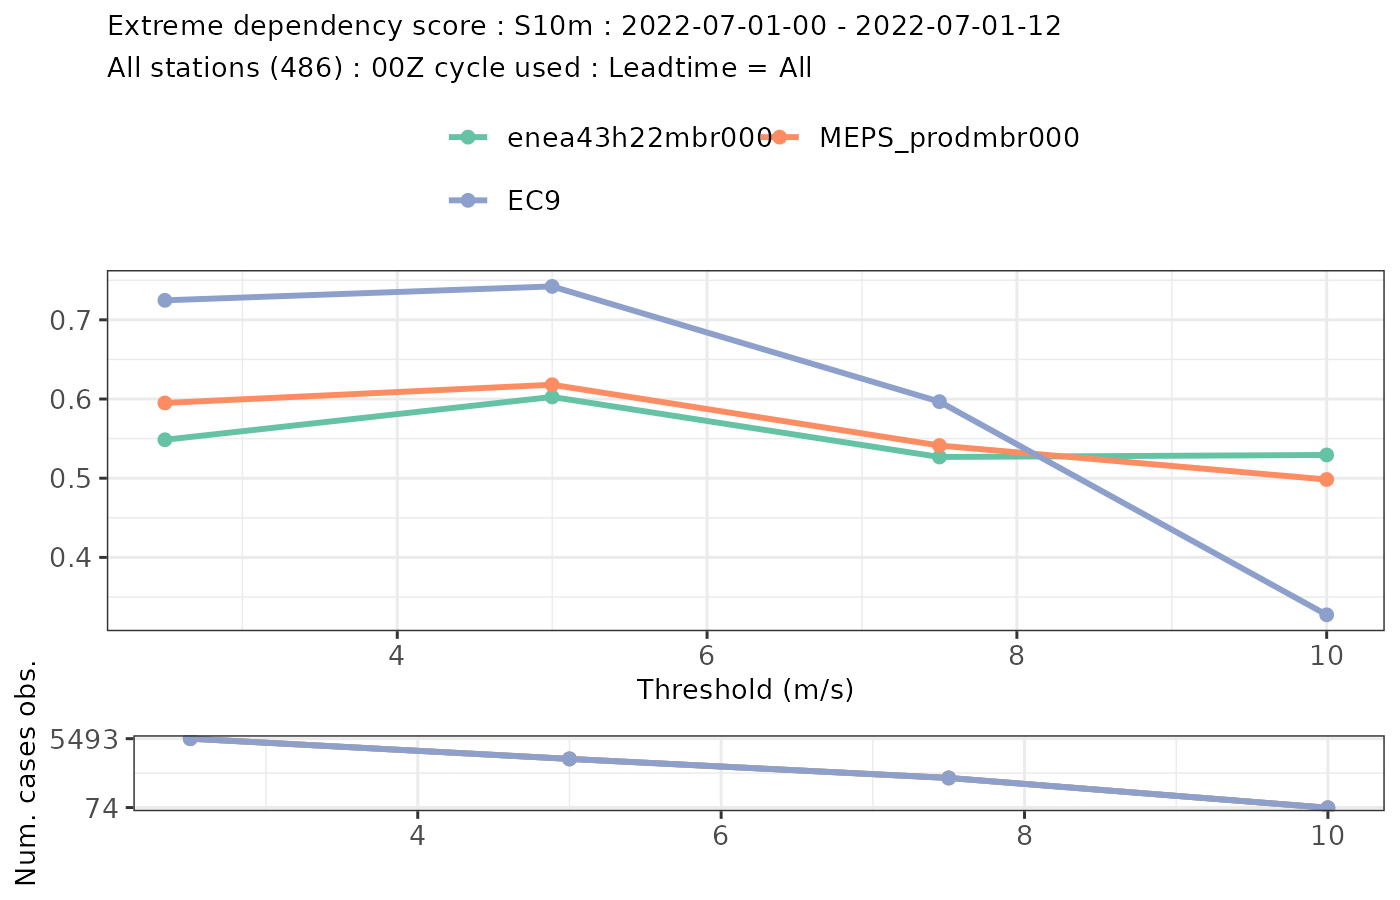 Extreme dependency score : S10m : 2022-07-01-00 - 2022-07-01-12
All stations (486) : 00Z cycle used : Leadtime = All
enea43h22mbr000 MEPS_prodmbr000
EC9
0.7
0.6
0.5
0.4
4 6 8 10
Threshold (m/s)
Num. cases obs.
5493
74
4 6 8 10